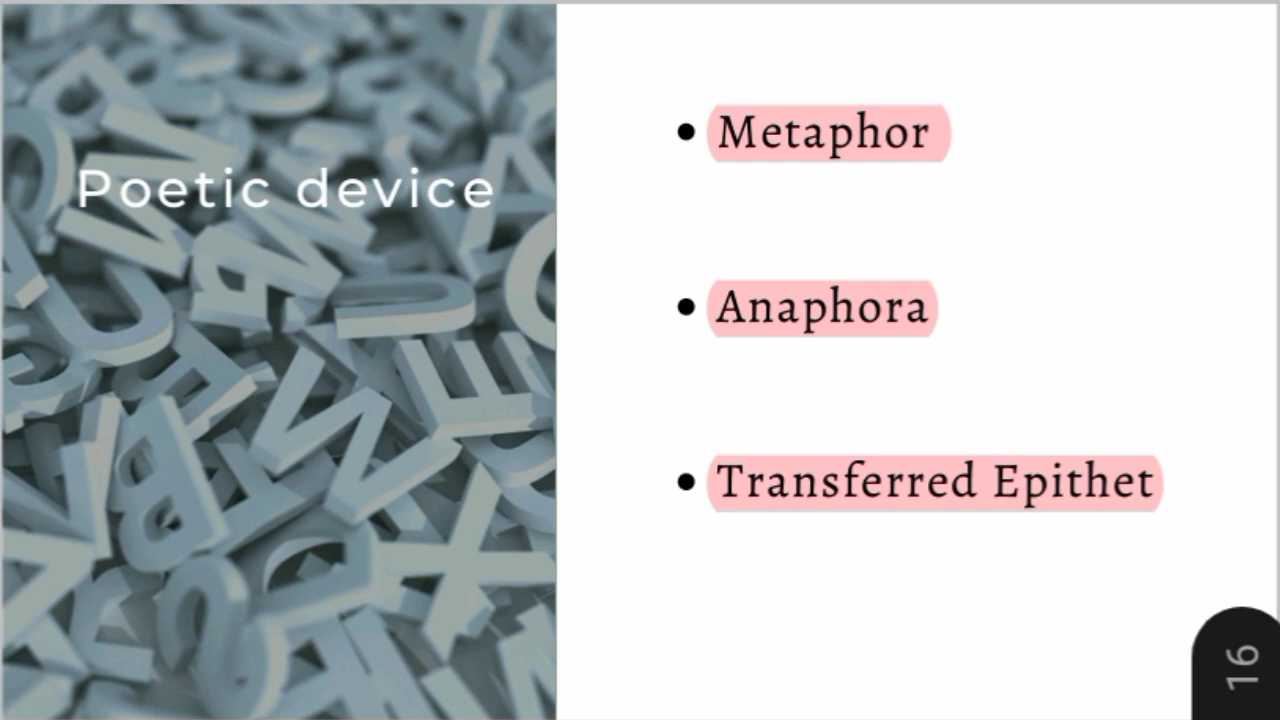 Poetic device
Metaphor
Anaphora
Transferred Epithet
16